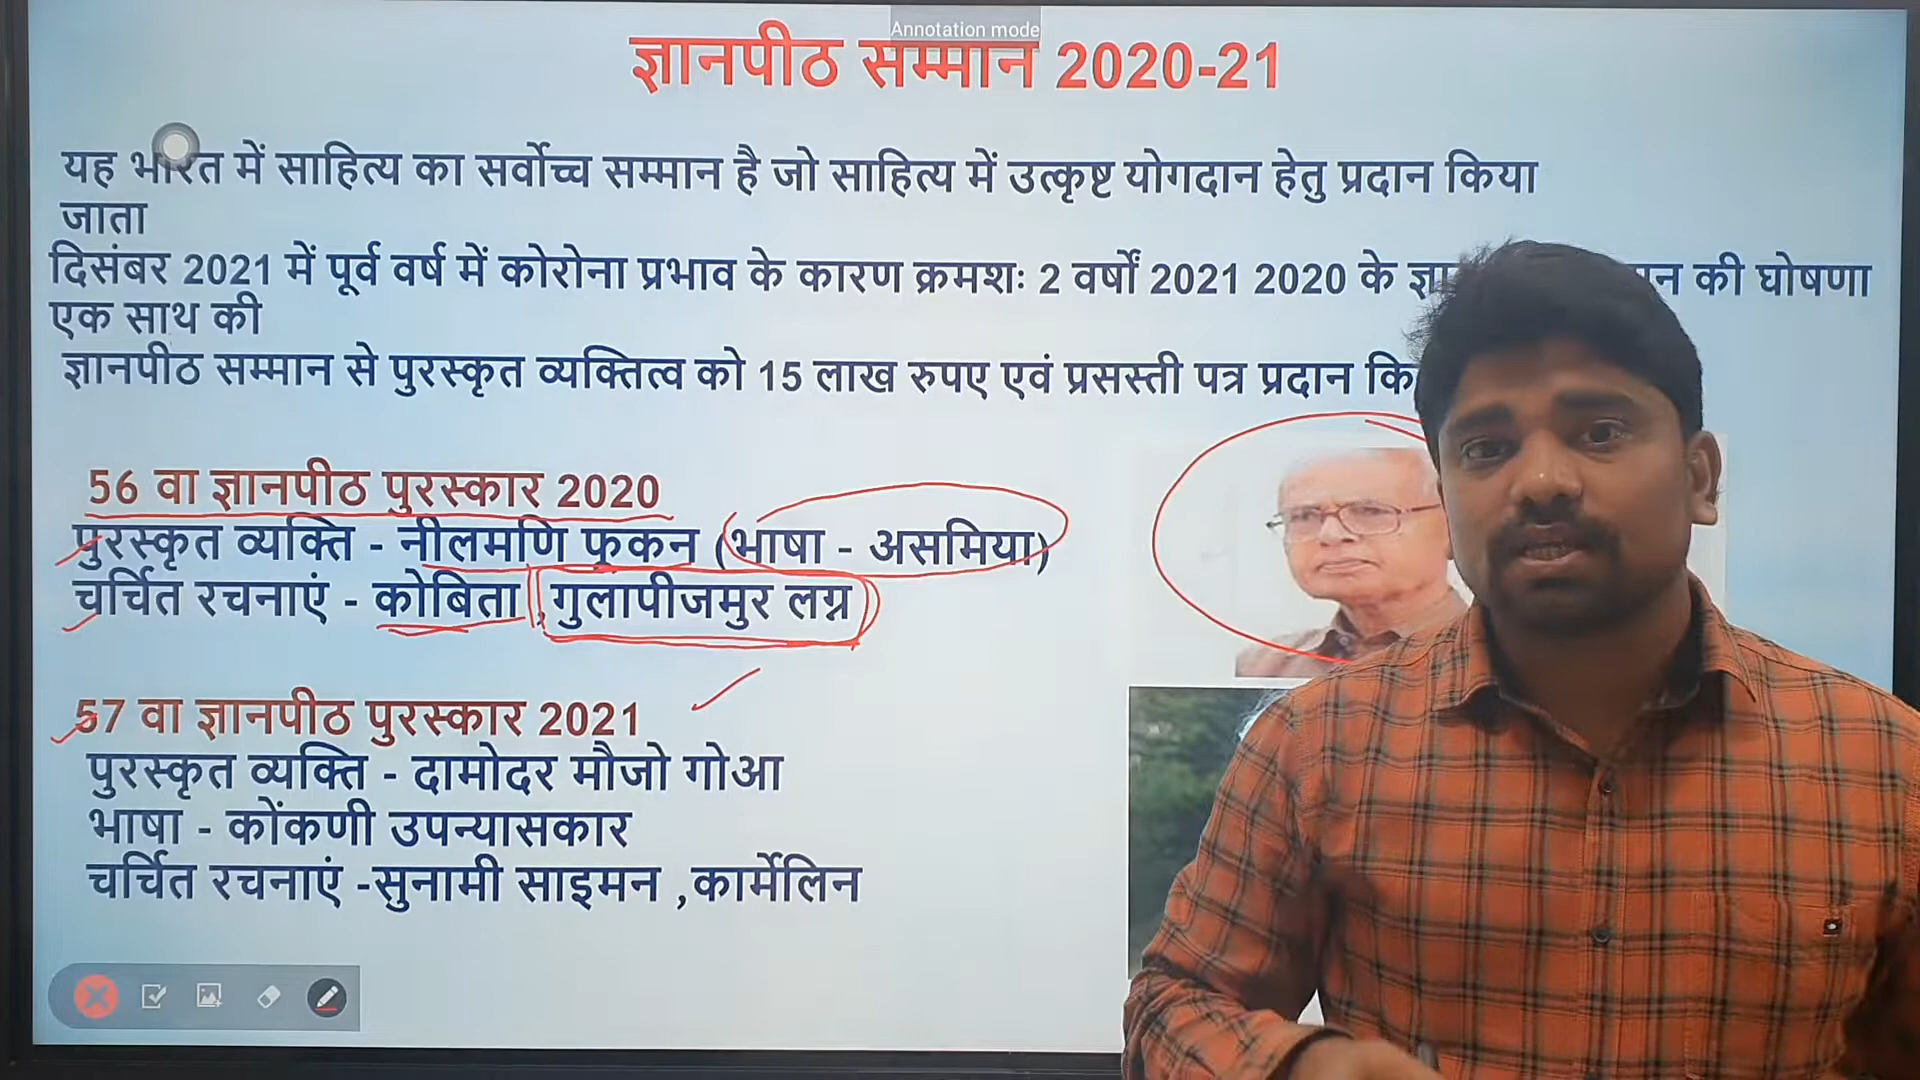 Annotation mode
ज्ञानपीठ सम्मान 2020-21
यह भारत में साहित्य का सर्वोच्च सम्मान है जो साहित्य में उत्कृष्ट योगदान हेतु प्रदान किया
जाता
दिसंबर 2021 में पूर्व वर्ष में कोरोना प्रभाव के कारण क्रमशः 2 वर्षों 2021 2020 के की घोषणा
एक साथ की
ज्ञानपीठ सम्मान से पुरस्कृत व्यक्तित्व को 15 लाख रुपए एवं प्रसस्ती पत्र प्रदान
56 वा ज्ञानपीठ पुरस्कार 2020
पुरस्कृत व्यक्ति - नीलमणि फूकन (भाषा - असमिया)
चर्चित रचनाएं - कोबिता ,गुलापीजमुर लग्न
57 वा ज्ञानपीठ पुरस्कार 2021
पुरस्कृत व्यक्ति - दामोदर मौजो गोआ
भाषा - कोंकणी उपन्यासकार
चर्चित रचनाएं -सुनामी साइमन ,कार्मेलिन